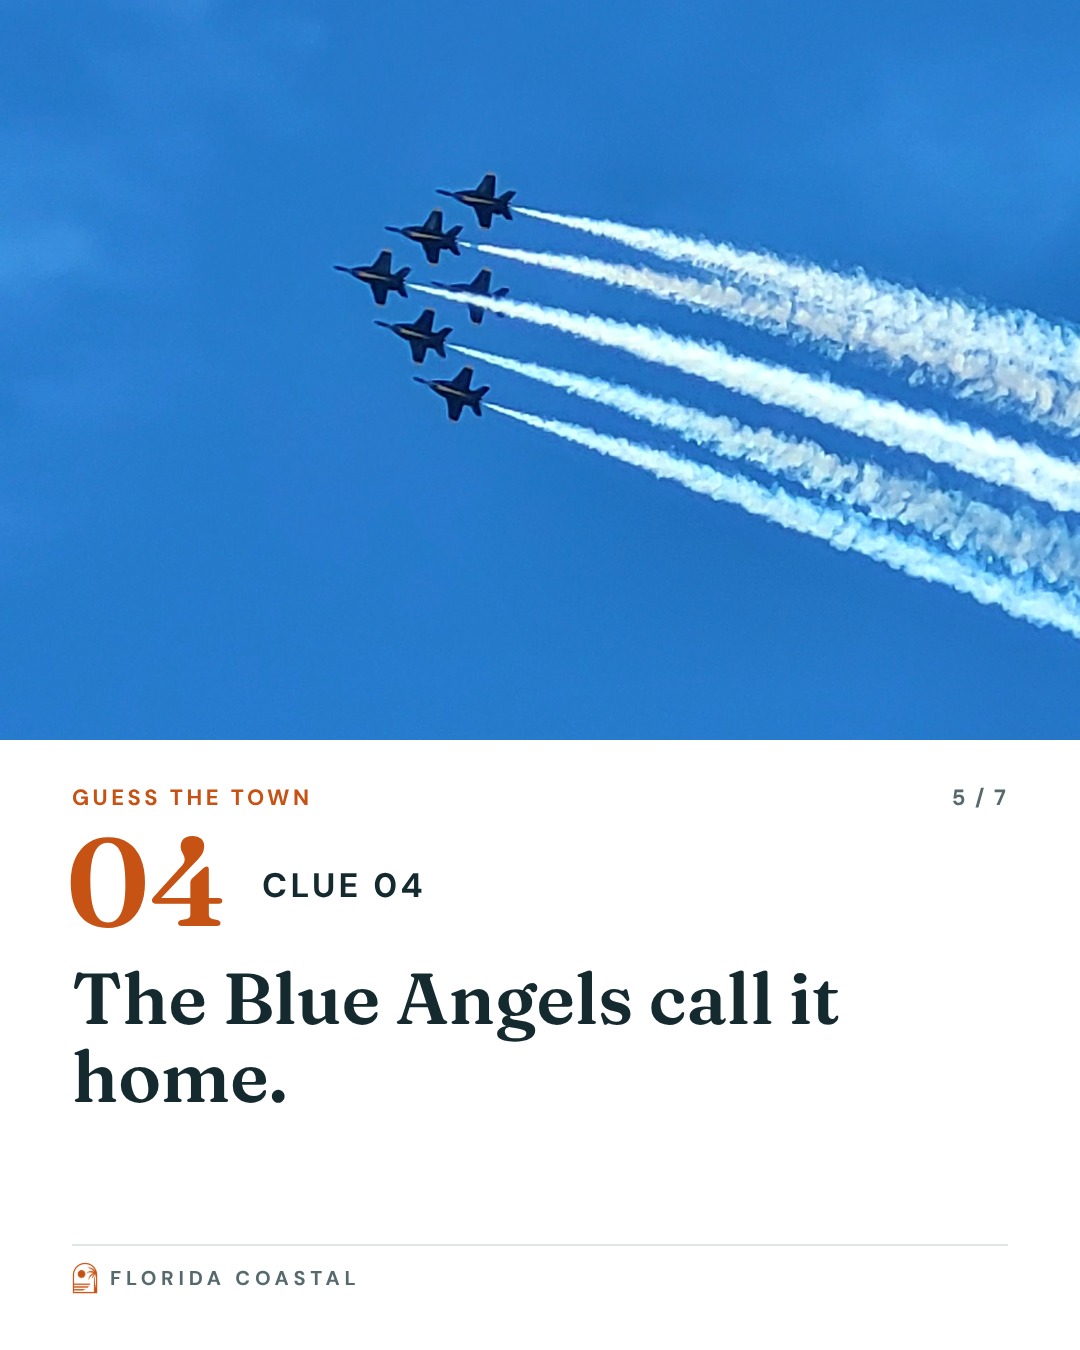 GUESS THE TOWN
5 / 7
04
CLUE 04
The Blue Angels call it
home.
FLORIDA COASTAL